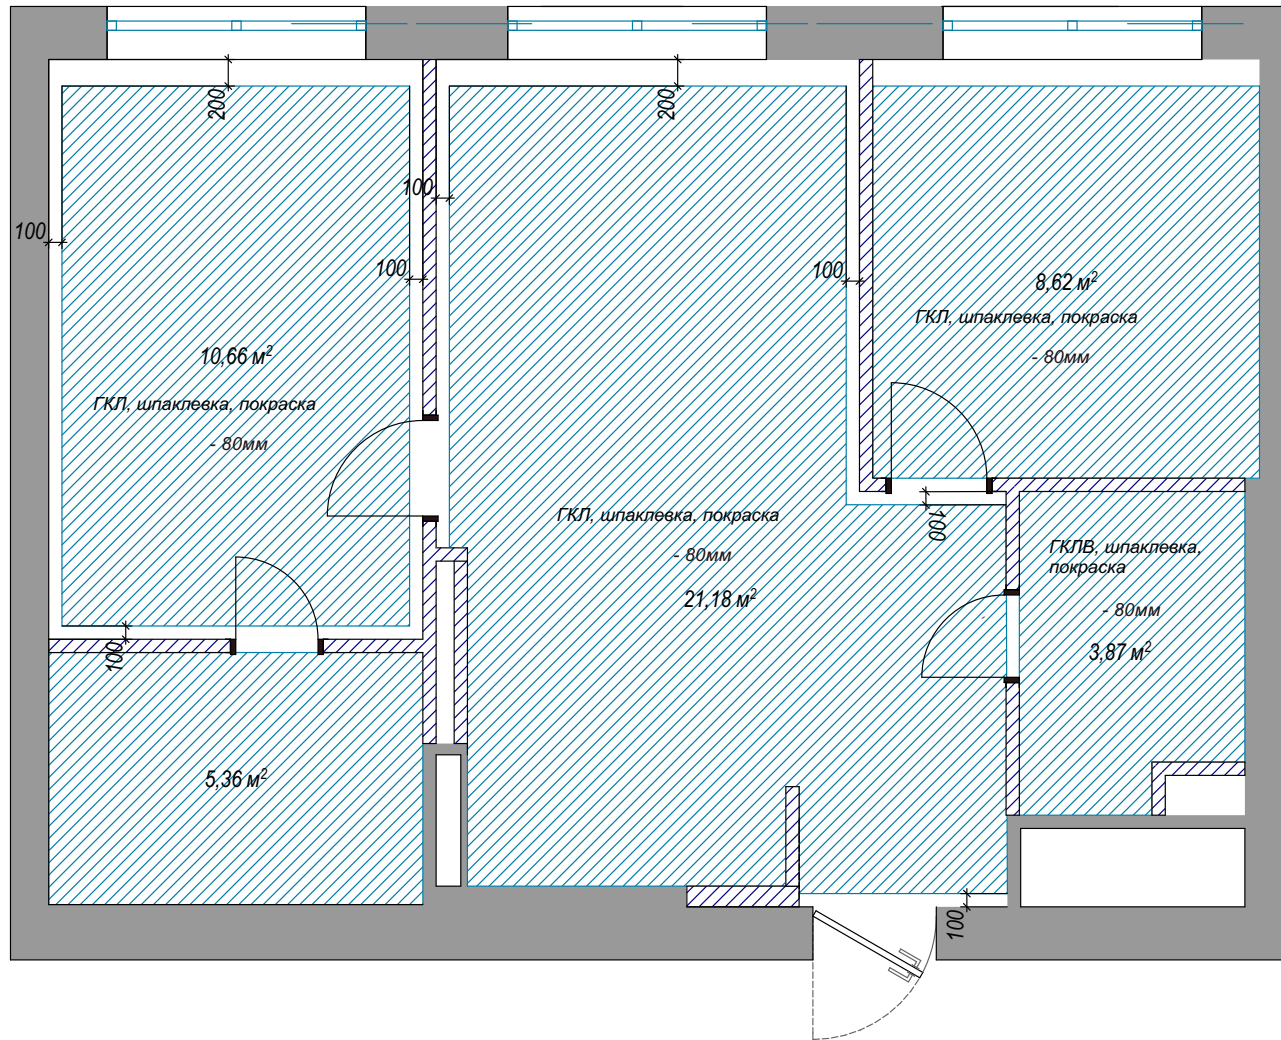 200
200
100
100
100
100
8,62 м²
ГКЛ, шпаклевка, покраска
- 80мм
10,66 м²
ГКЛ, шпаклевка, покраска
- 80мм
ГКЛ, шпаклевка, покраска
- 80мм
21,18 м²
100
ГКЛВ, шпаклевка,
покраска
- 80мм
3,87 м²
100
5,36 м²
100